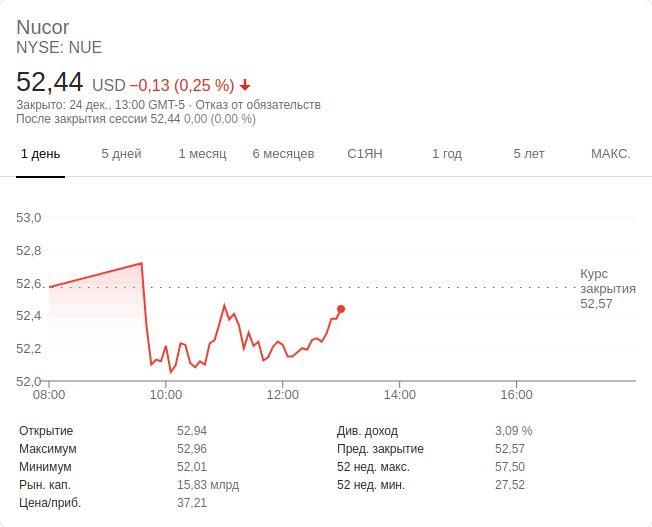 Nucor
NYSE: NUE
52,44 USD −0,13 (0,25 %)
Закрыто: 24 дек., 13:00 GMT-5 · Отказ от обязательств
После закрытия сессии 52,44 0,00 (0,00 %)
1 день 5 дней 1 месяц 6 месяцев С1ЯН 1 год 5 лет МАКС.
53,0
52,8
52,6
52,4
52,2
52,0
Курс
закрытия
52,57
08:00 10:00 12:00 14:00 16:00
Открытие 52,94 Див. доход 3,09 %
Максимум 52,96 Пред. закрытие 52,57
Минимум 52,01 52 нед. макс. 57,50
Рын. кап. 15,83 млрд 52 нед. мин. 27,52
Цена/приб. 37,21